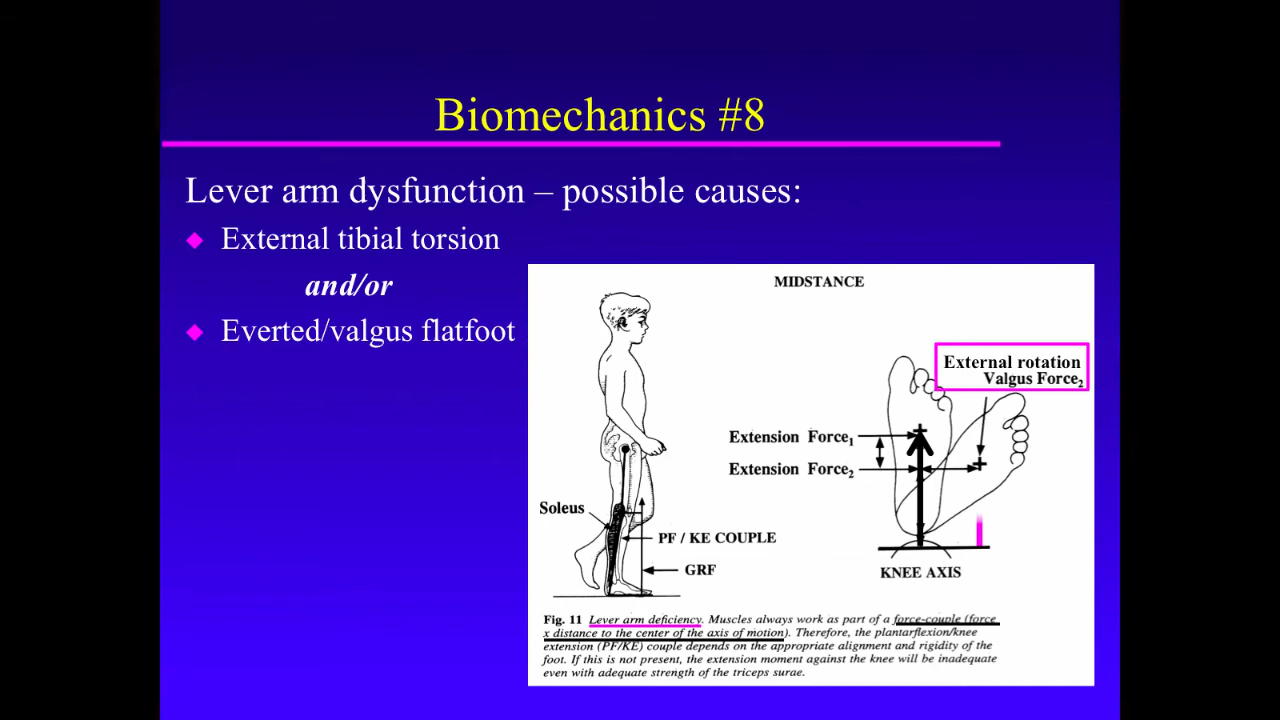 Biomechanics #8
Lever arm dysfunction – possible causes:
External tibial torsion
and/or
Everted/valgus flatfoot
MIDSTANCE
External rotation
Valgus Force2
Extension Force1
Extension Force2
Soleus
PF / KE COUPLE
GRF
KNEE AXIS
Fig. 11 Lever arm deficiency. Muscles always work as part of a force-couple (force
x distance to the center of the axis of motion). Therefore, the plantarflexion/knee
extension (PF/KE) couple depends on the appropriate alignment and rigidity of the
foot. If this is not present, the extension moment against the knee will be inadequate
even with adequate strength of the triceps surae.